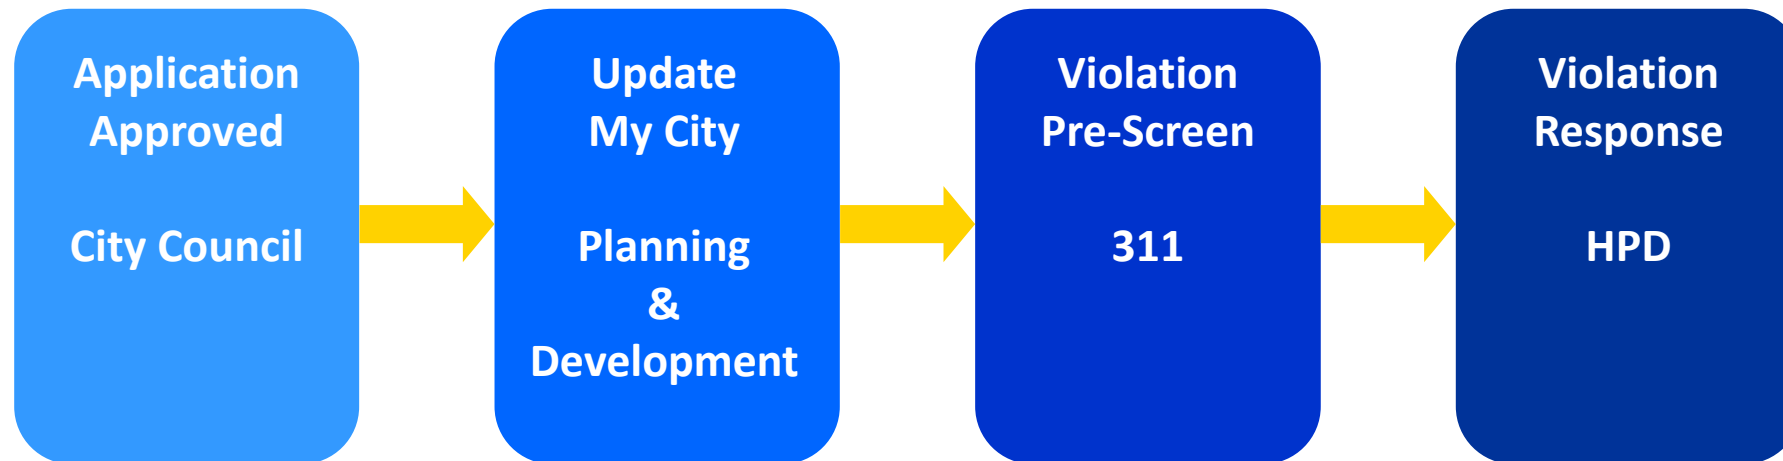 Application
Approved
City Council
Update
My City
Planning
&
Development
Violation
Pre-Screen
311
Violation
Response
HPD